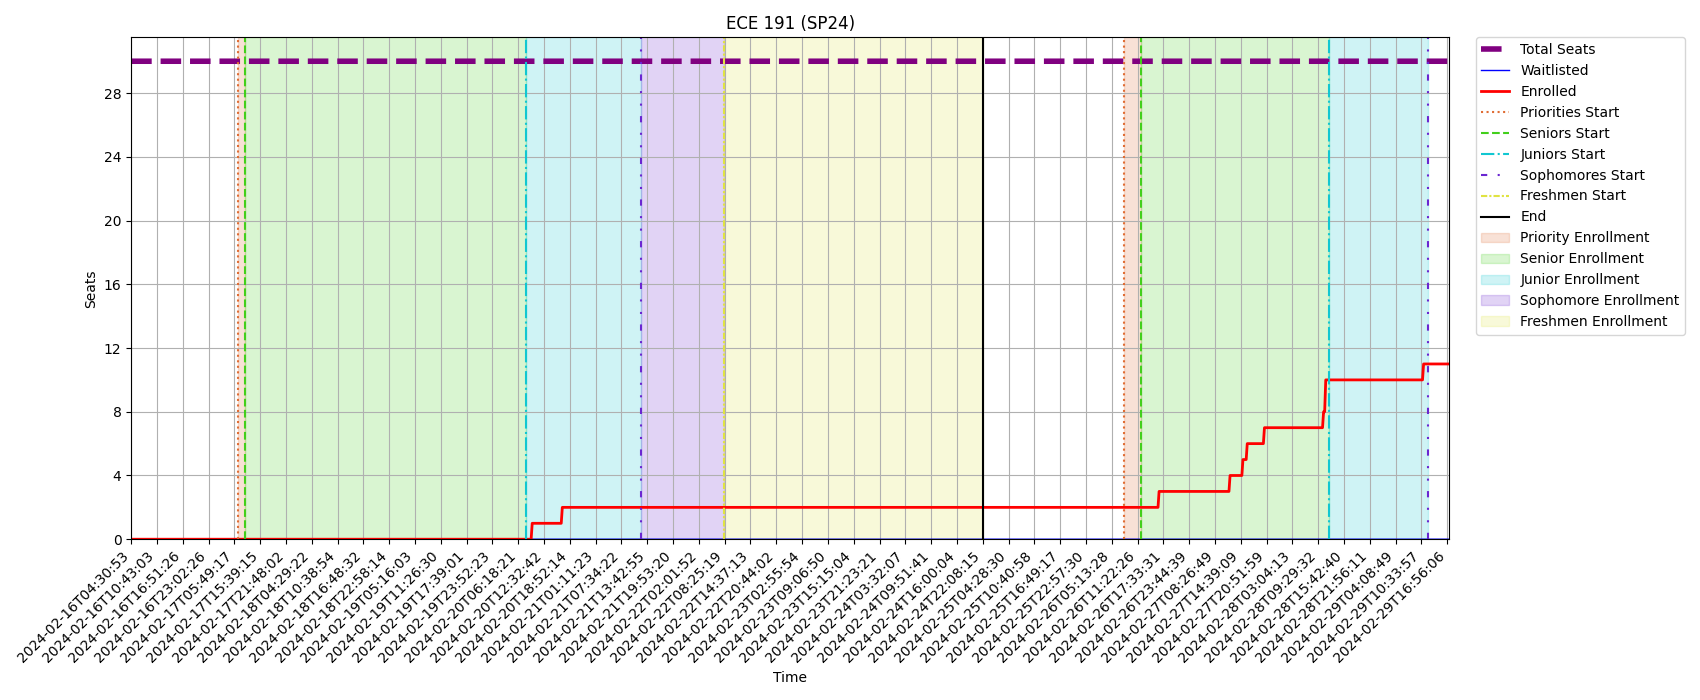 ECE 191 (SP24)
Total Seats
Waitlisted
Enrolled
Priorities Start
Seniors Start
Juniors Start
Sophomores Start
Freshmen Start
End
Priority Enrollment
Senior Enrollment
Junior Enrollment
Sophomore Enrollment
Freshmen Enrollment
Seats
28
24
20
16
12
8
4
0
2024-02-16T04:30:53
2024-02-16T10:43:03
2024-02-16T16:51:26
2024-02-16T23:02:26
2024-02-17T05:49:17
2024-02-17T15:39:15
2024-02-17T21:48:02
2024-02-18T04:29:22
2024-02-18T10:38:54
2024-02-18T16:48:32
2024-02-18T22:58:14
2024-02-19T05:16:03
2024-02-19T11:26:30
2024-02-19T17:39:01
2024-02-19T23:52:23
2024-02-20T06:18:21
2024-02-20T12:32:42
2024-02-20T18:52:14
2024-02-21T01:11:23
2024-02-21T07:34:22
2024-02-21T13:42:55
2024-02-21T19:53:20
2024-02-22T02:01:52
2024-02-22T08:25:19
2024-02-22T14:37:13
2024-02-22T20:44:02
2024-02-23T02:55:54
2024-02-23T09:06:50
2024-02-23T15:15:04
2024-02-23T21:23:21
2024-02-24T03:32:07
2024-02-24T09:51:41
2024-02-24T16:00:04
2024-02-24T22:08:15
2024-02-25T04:28:30
2024-02-25T10:40:58
2024-02-25T16:49:17
2024-02-25T22:57:30
2024-02-26T05:13:28
2024-02-26T11:22:26
2024-02-26T17:33:31
2024-02-26T23:44:39
2024-02-27T08:26:49
2024-02-27T14:39:09
2024-02-27T20:51:59
2024-02-28T03:04:13
2024-02-28T09:29:32
2024-02-28T15:42:40
2024-02-28T21:56:11
2024-02-29T04:08:49
2024-02-29T10:33:57
2024-02-29T16:56:06
Time